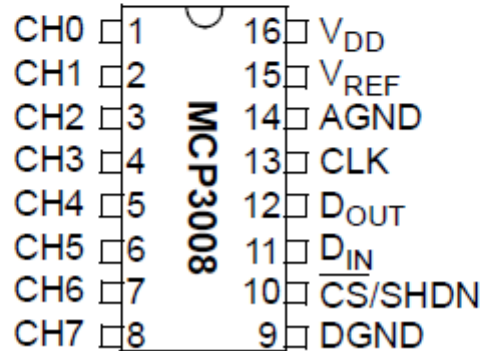 CH0 1 16 VDD
CH1 2 15 VREF
CH2 3 14 AGND
CH3 4 13 CLK
CH4 5 12 DOUT
CH5 6 11 DIN
CH6 7 10 CS/SHDN
CH7 8 9 DGND
MCP3008